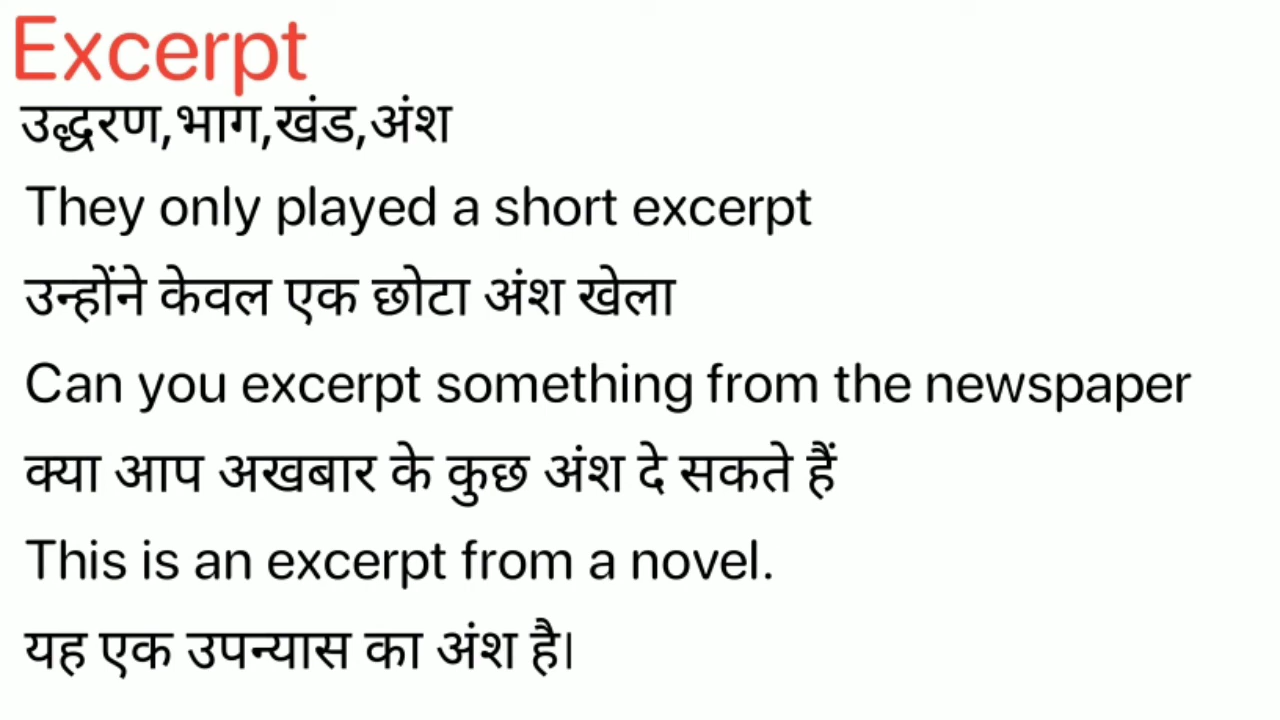 Excerpt
उद्धरण,भाग,खंड,अंश
They only played a short excerpt
उन्होंने केवल एक छोटा अंश खेला
Can you excerpt something from the newspaper
क्या आप अखबार के कुछ अंश दे सकते हैं
This is an excerpt from a novel.
यह एक उपन्यास का अंश है।